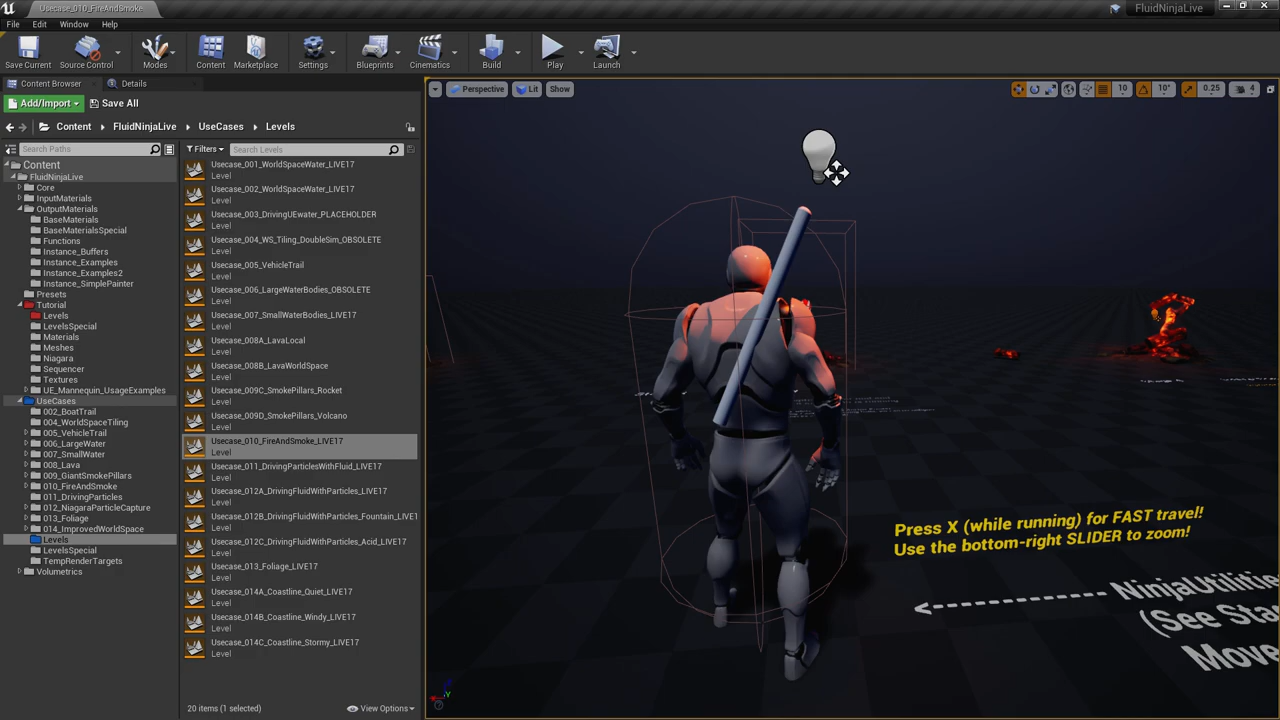 Usecase_010_FireAndSmoke
FluidNinjaLive
File
Edit
Window
Help
Save Current
Source Control
Modes
Content
Marketplace
Settings
Blueprints
Cinematics
Build
Play
Launch
Content Browser
Details
Add/Import
Save All
Content
FluidNinjaLive
UseCases
Levels
Search Paths
Filters
Search Levels
Content
FluidNinjaLive
Core
InputMaterials
OutputMaterials
BaseMaterials
BaseMaterialsSpecial
Functions
Instance_Buffers
Instance_Examples
Instance_Examples2
Instance_SimplePainter
Presets
Tutorial
Levels
LevelsSpecial
Materials
Meshes
Niagara
Sequencer
Textures
UE_Mannequin_UsageExamples
UseCases
002_BoatTrail
004_WorldSpaceTiling
005_VehicleTrail
006_LargeWater
007_SmallWater
008_Lava
009_GiantSmokePillars
010_FireAndSmoke
011_DrivingParticles
012_NiagaraParticleCapture
013_Foliage
014_ImprovedWorldSpace
Levels
LevelsSpecial
TempRenderTargets
Volumetrics
Usecase_001_WorldSpaceWater_LIVE17
Level
Usecase_002_WorldSpaceWater_LIVE17
Level
Usecase_003_DrivingUEwater_PLACEHOLDER
Level
Usecase_004_WS_Tiling_DoubleSim_OBSOLETE
Level
Usecase_005_VehicleTrail
Level
Usecase_006_LargeWaterBodies_OBSOLETE
Level
Usecase_007_SmallWaterBodies_LIVE17
Level
Usecase_008A_LavaLocal
Level
Usecase_008B_LavaWorldSpace
Level
Usecase_009C_SmokePillars_Rocket
Level
Usecase_009D_SmokePillars_Volcano
Level
Usecase_010_FireAndSmoke_LIVE17
Level
Usecase_011_DrivingParticlesWithFluid_LIVE17
Level
Usecase_012A_DrivingFluidWithParticles_LIVE17
Level
Usecase_012B_DrivingFluidWithParticles_Fountain_LIVE17
Level
Usecase_012C_DrivingFluidWithParticles_Acid_LIVE17
Level
Usecase_013_Foliage_LIVE17
Level
Usecase_014A_Coastline_Quiet_LIVE17
Level
Usecase_014B_Coastline_Windy_LIVE17
Level
Usecase_014C_Coastline_Stormy_LIVE17
Level
20 items (1 selected)
View Options
Perspective
Lit
Show
10
10°
0.25
4
Press X (while running) for FAST travel!
Use the bottom-right SLIDER to zoom!
NinjaUtilitie
(See Sta
Move
Y